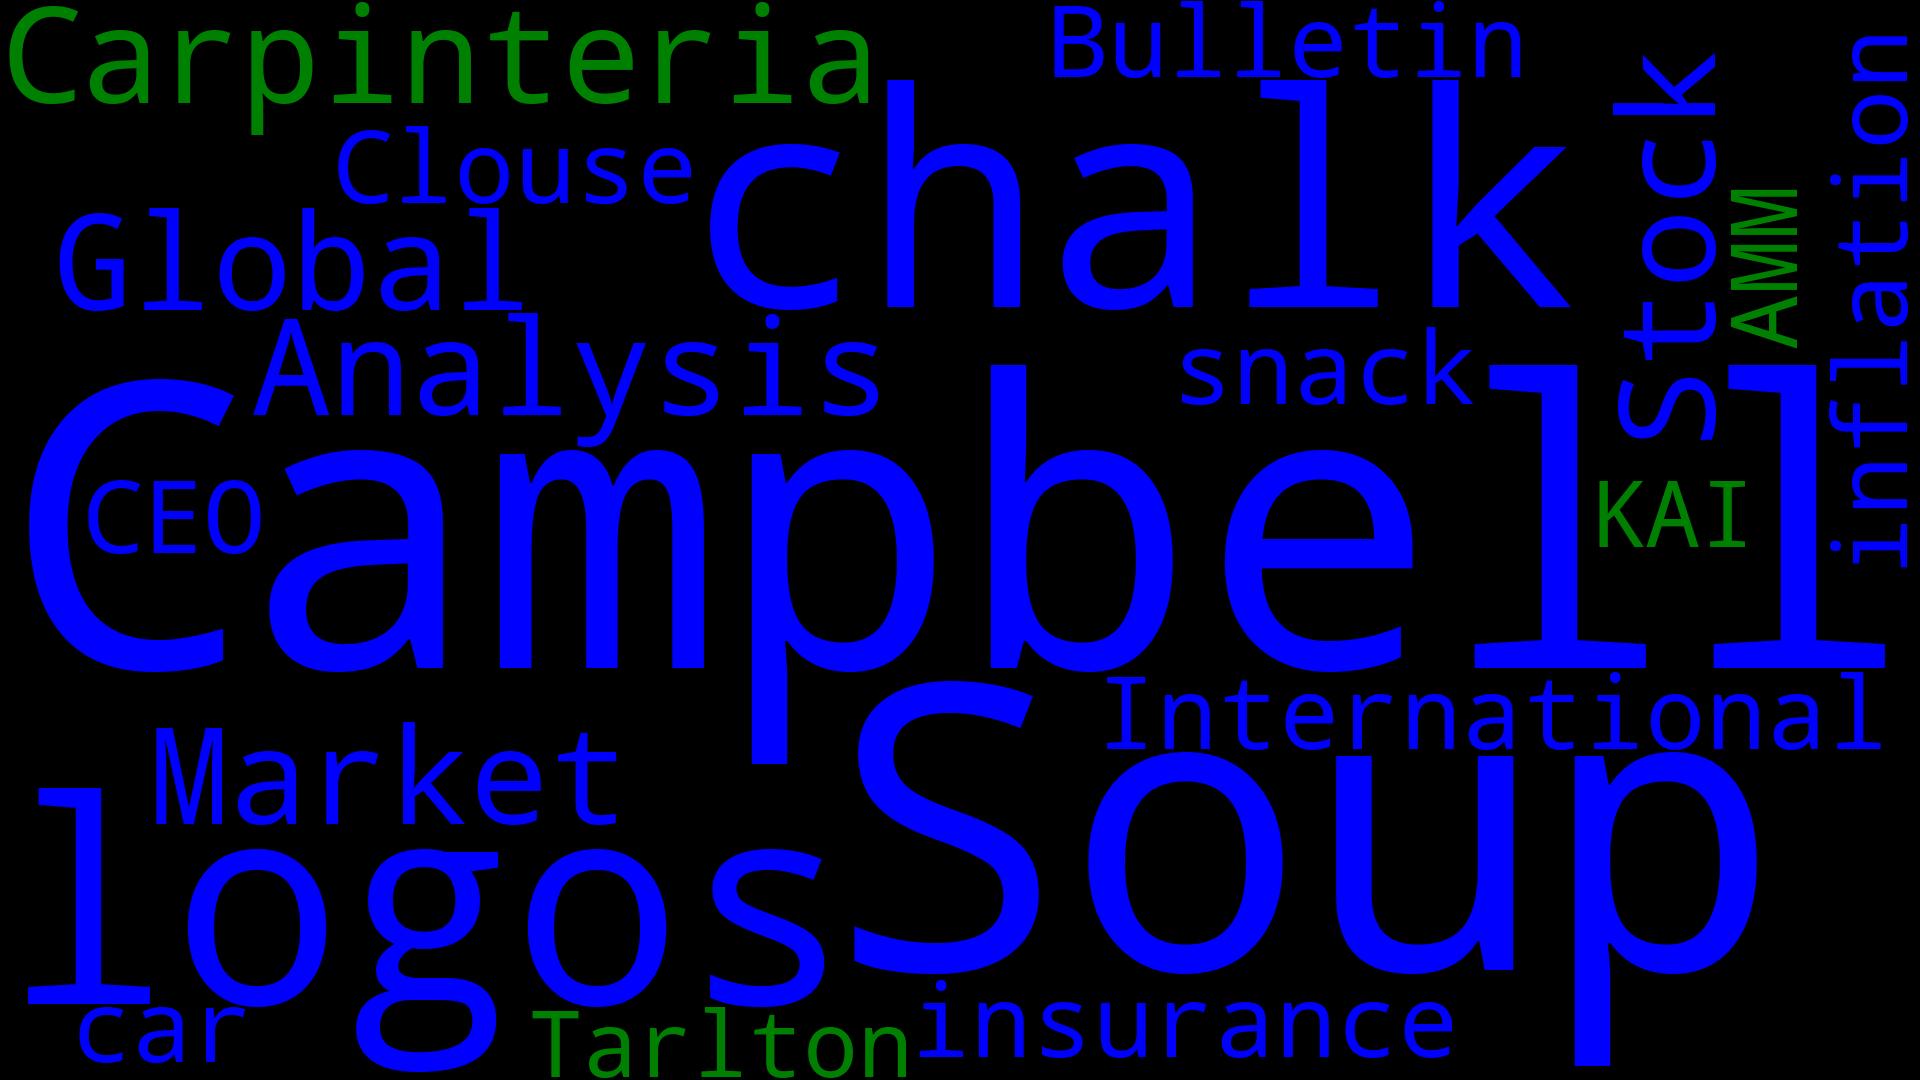 Carpinteria
Bulletin
chalk
Clouse
Stock
inflation
AMM
Global
Analysis
snack
Campbell
CEO
KAI
Soup
International
Market
logos
car
Tarlton
insurance